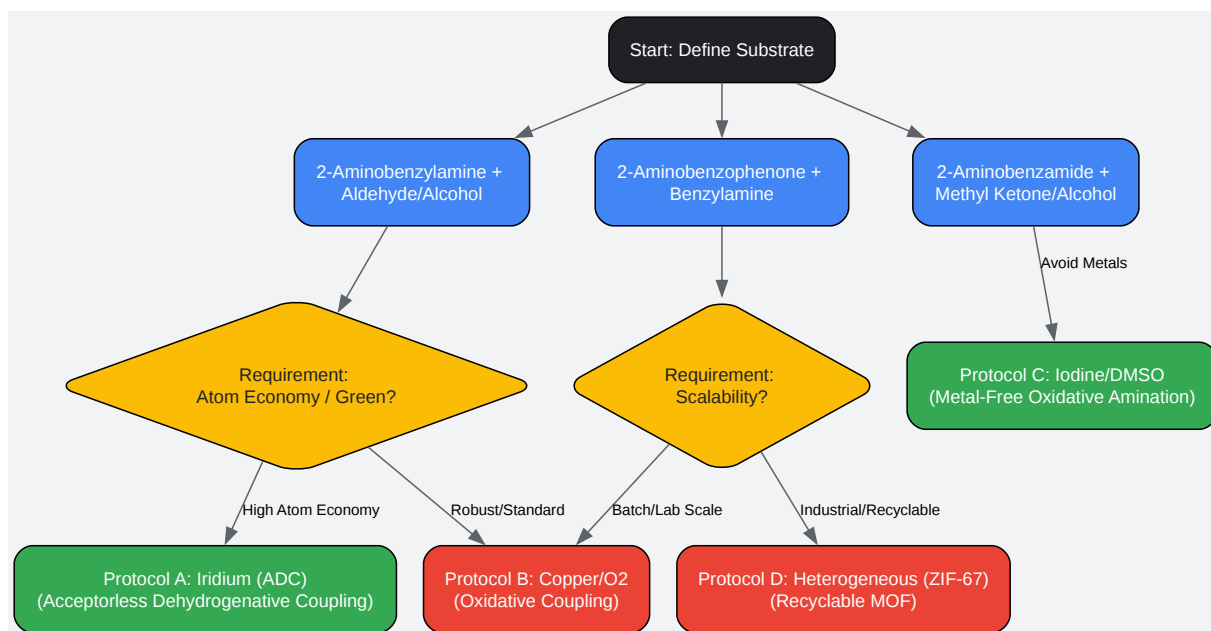 Start: Define Substrate
2-Aminobenzylamine +
Aldehyde/Alcohol
2-Aminobenzophenone +
Benzylamine
2-Aminobenzamide +
Methyl Ketone/Alcohol
Avoid Metals
Requirement:
Atom Economy / Green?
Requirement:
Scalability?
Protocol C: Iodine/DMSO
(Metal-Free Oxidative Amination)
High Atom Economy
Robust/Standard
Batch/Lab Scale
Industrial/Recyclable
Protocol A: Iridium (ADC)
(Acceptorless Dehydrogenative Coupling)
Protocol B: Copper/O2
(Oxidative Coupling)
Protocol D: Heterogeneous (ZIF-67)
(Recyclable MOF)